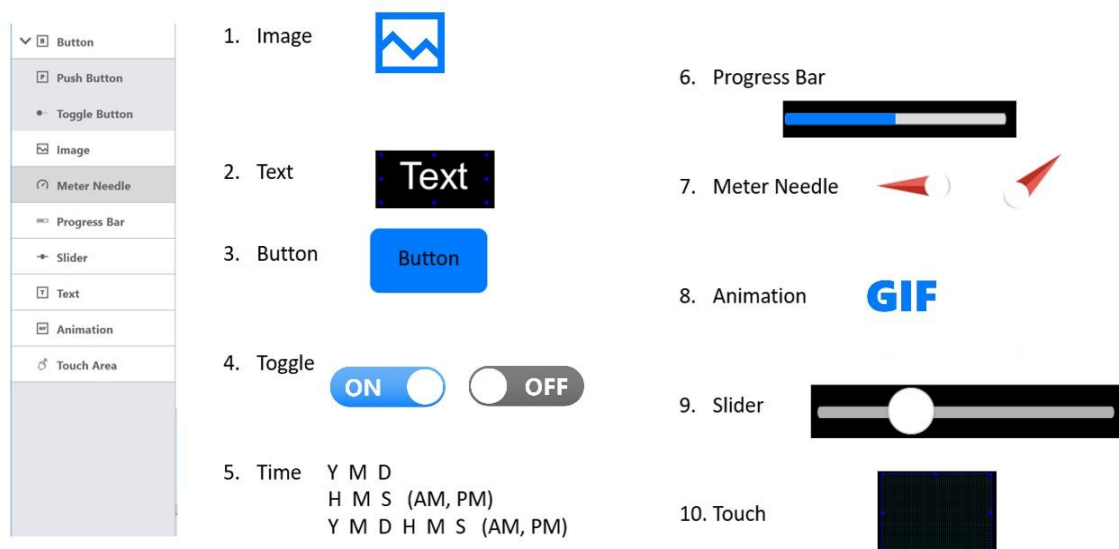 Button
Push Button
Toggle Button
Image
Meter Needle
Progress Bar
Slider
Text
Animation
Touch Area
1. Image
2. Text
Text
3. Button
Button
4. Toggle
ON
OFF
5. Time Y M D
H M S (AM, PM)
Y M D H M S (AM, PM)
6. Progress Bar
7. Meter Needle
8. Animation
GIF
9. Slider
10. Touch